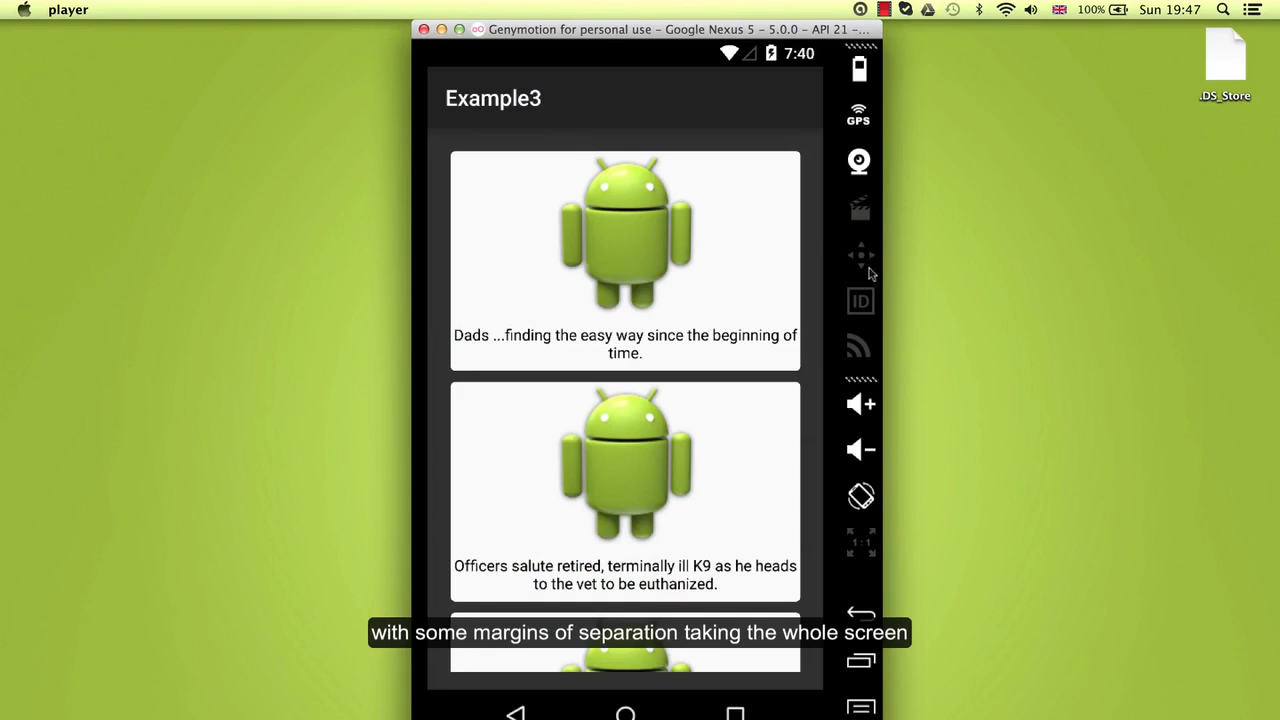 player
100%
Sun 19:47
Genymotion for personal use – Google Nexus 5 – 5.0.0 – API 21 –...
.DS_Store
7:40
Example3
GPS
Dads ...finding the easy way since the beginning of
time.
ID
Officers salute retired, terminally ill K9 as he heads
to the vet to be euthanized.
1:1
with some margins of separation taking the whole screen